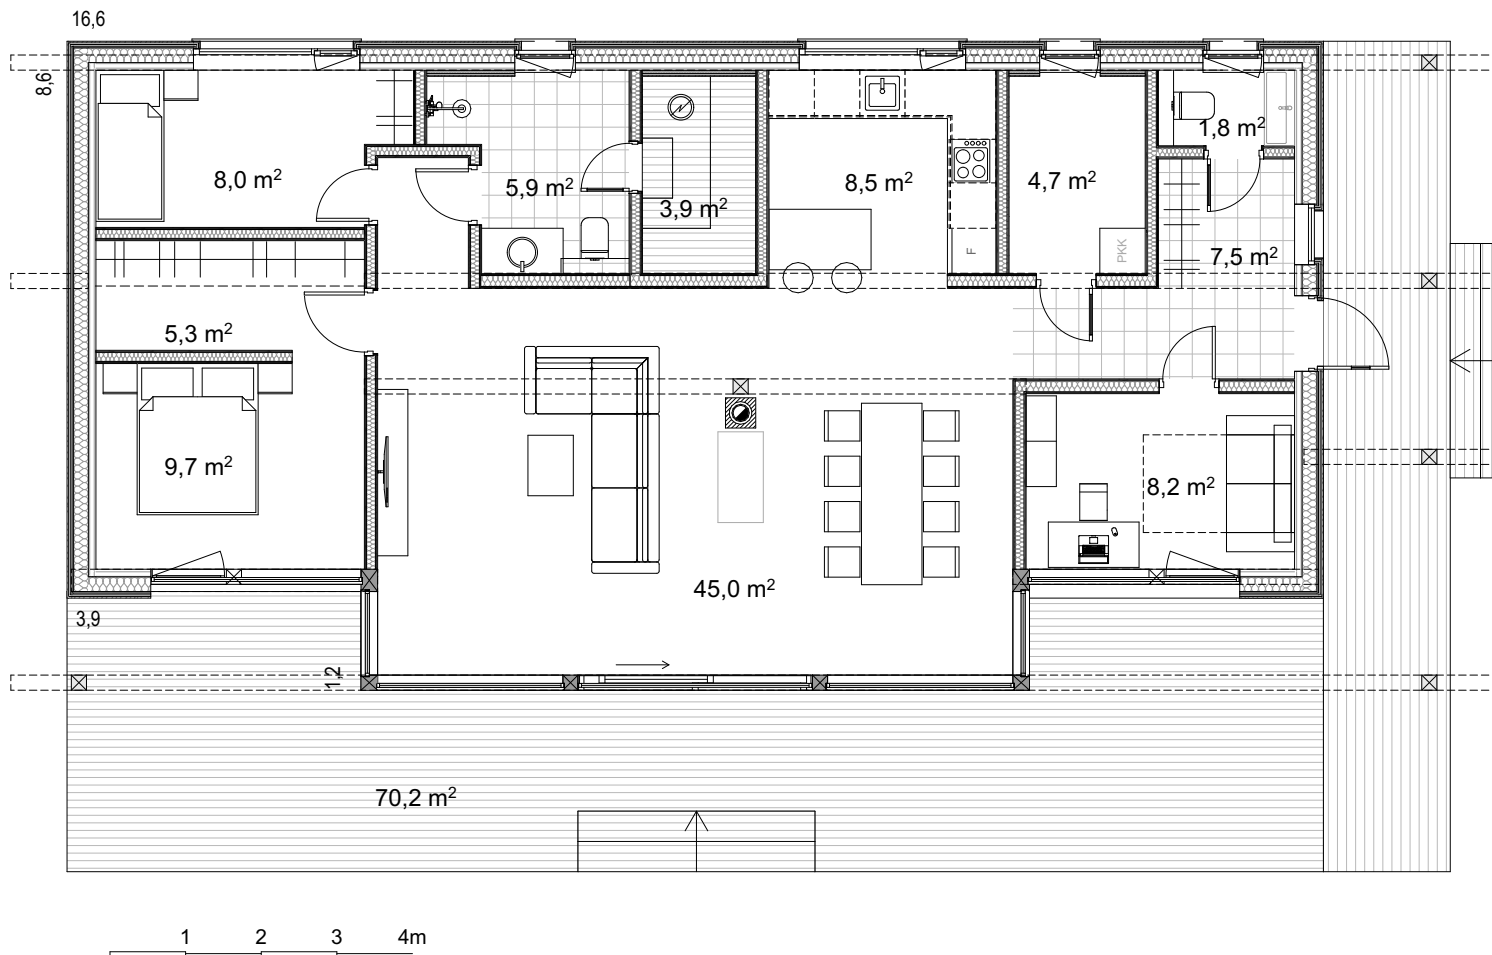 16,6
8,6
8,0 m²
5,9 m²
3,9 m²
8,5 m²
4,7 m²
1,8 m²
F
PKK
7,5 m²
5,3 m²
9,7 m²
8,2 m²
45,0 m²
3,9
1,2
70,2 m²
1 2 3 4m